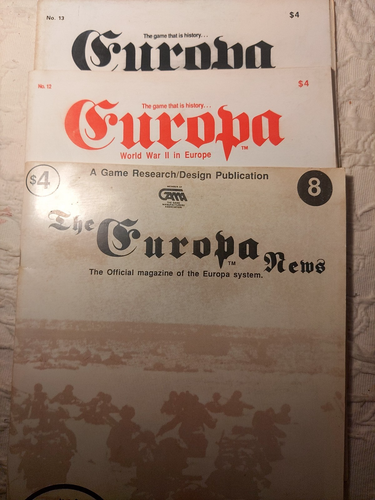 No. 13
$4
The game that is history...
Europa
No. 12
$4
The game that is history...
Europa
TM
World War II in Europe
$4
A Game Research/Design Publication
8
GAMA
The Europa News
TM
The Official magazine of the Europa system.